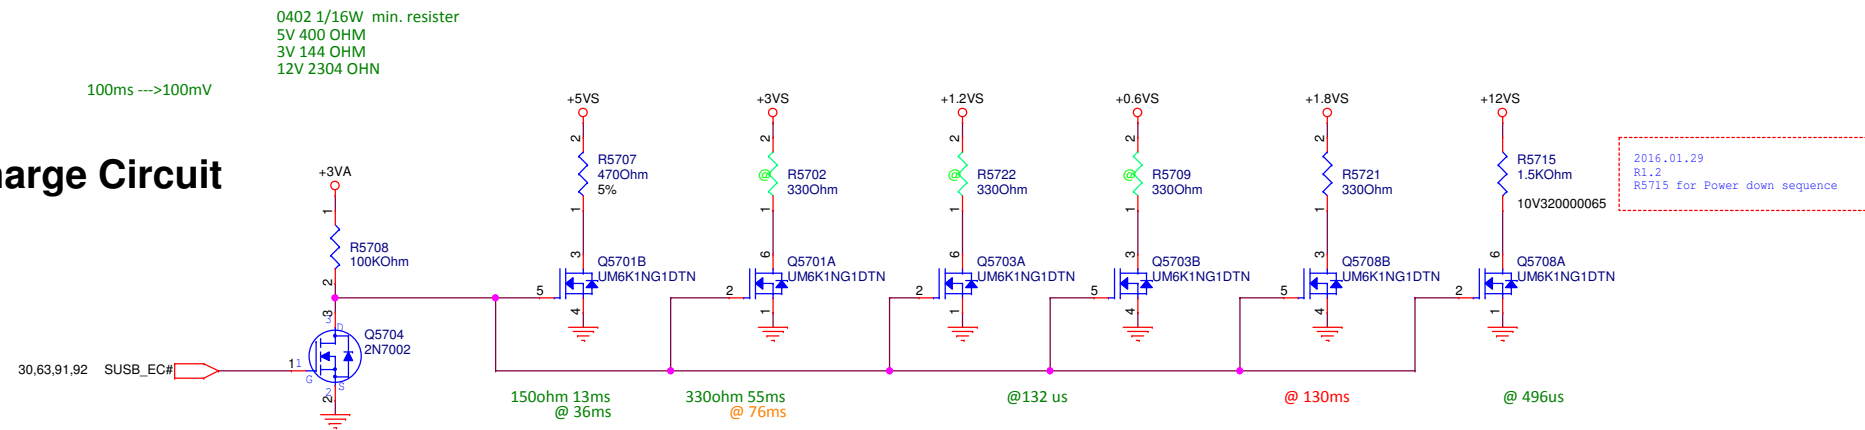 0402 1/16W  min. resister
5V 400 OHM
3V 144 OHM
12V 2304 OHN
100ms --->100mV
arge Circuit
+3VA
1
R5708
100KOhm
2
3
3
D
Q5704
2N7002
30,63,91,92 SUSB_EC#
1 1
G
S
2
2
+5VS
2
R5707
470Ohm
5%
1
3
Q5701B
UM6K1NG1DTN
5
4
+3VS
2
@
R5702
330Ohm
1
6
Q5701A
UM6K1NG1DTN
2
1
+1.2VS
2
@
R5722
330Ohm
1
6
Q5703A
UM6K1NG1DTN
2
1
+0.6VS
2
@
R5709
330Ohm
1
3
Q5703B
UM6K1NG1DTN
5
4
+1.8VS
2
R5721
330Ohm
1
3
Q5708B
UM6K1NG1DTN
5
4
+12VS
2
R5715
1.5KOhm
10V320000065
1
6
Q5708A
UM6K1NG1DTN
2
1
2016.01.29
R1.2
R5715 for Power down sequence
150ohm 13ms
@ 36ms
330ohm 55ms
@ 76ms
@132 us
@ 130ms
@ 496us